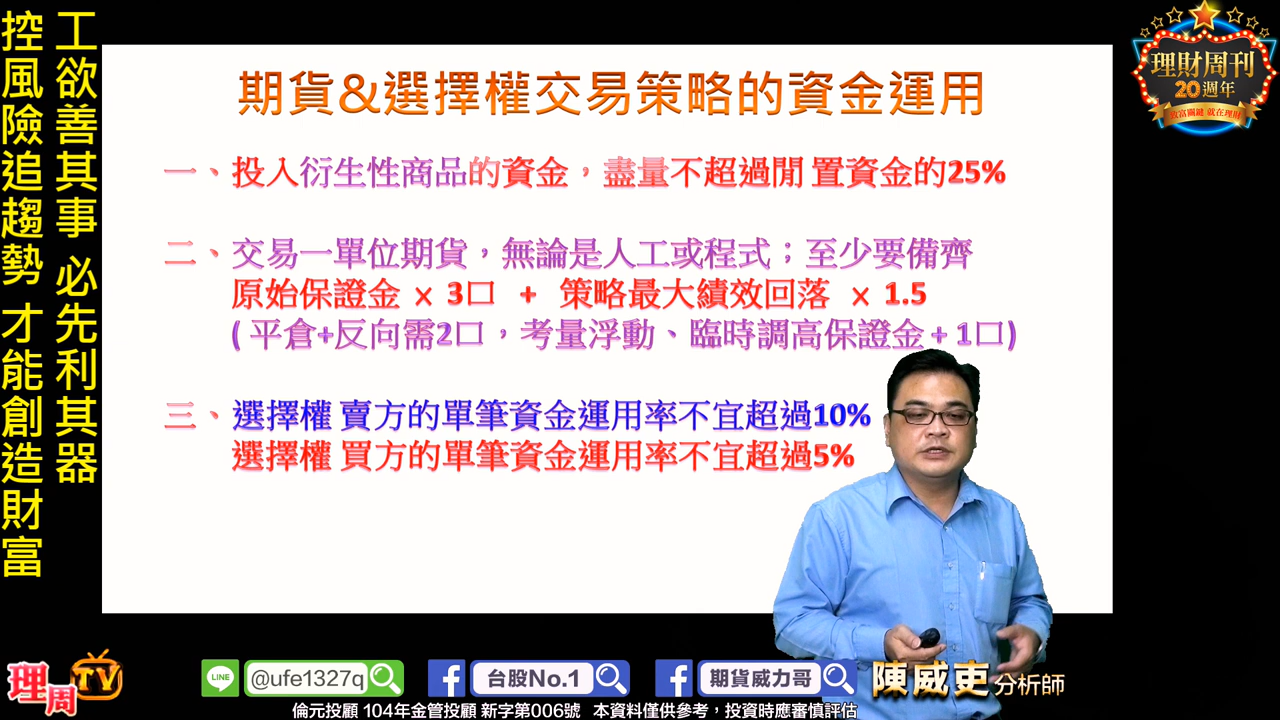 工欲善其事 必先利其器
控風險追趨勢 才能創造財富
理財周刊
20週年
致富關鍵 就在理財
期貨&選擇權交易策略的資金運用
一、投入衍生性商品的資金，盡量不超過閒 置資金的25%
二、交易一單位期貨，無論是人工或程式；至少要備齊
原始保證金 × 3口 + 策略最大績效回落 × 1.5
( 平倉+反向需2口，考量浮動、臨時調高保證金 + 1口)
三、選擇權 賣方的單筆資金運用率不宜超過10%
選擇權 買方的單筆資金運用率不宜超過5%
理周TV
LINE @ufe1327q
f 台股No.1
f 期貨威力哥
陳威吏 分析師
倫元投顧 104年金管投顧 新字第006號 本資料僅供參考，投資時應審慎評估